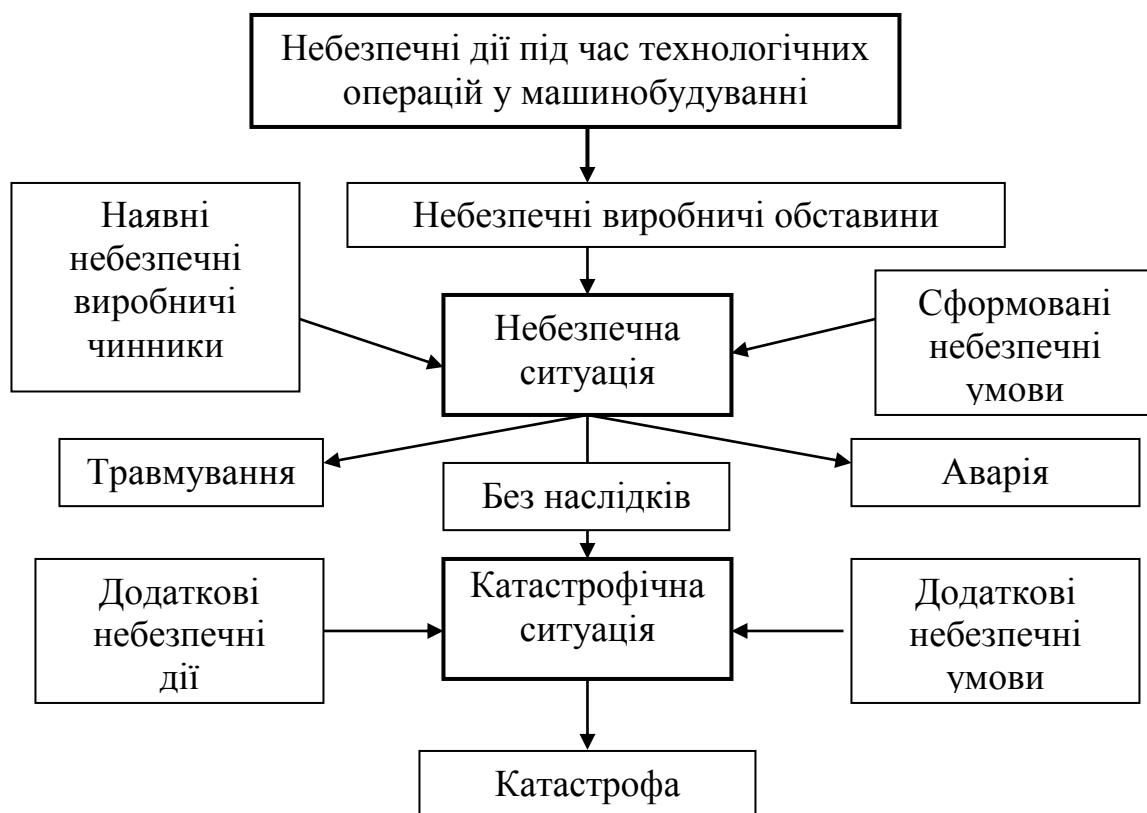 Небезпечні дії під час технологічних
операцій у машинобудуванні
Небезпечні виробничі обставини
Наявні
небезпечні
виробничі
чинники
Небезпечна
ситуація
Сформовані
небезпечні
умови
Травмування
Без наслідків
Аварія
Додаткові
небезпечні
дії
Катастрофічна
ситуація
Додаткові
небезпечні
умови
Катастрофа